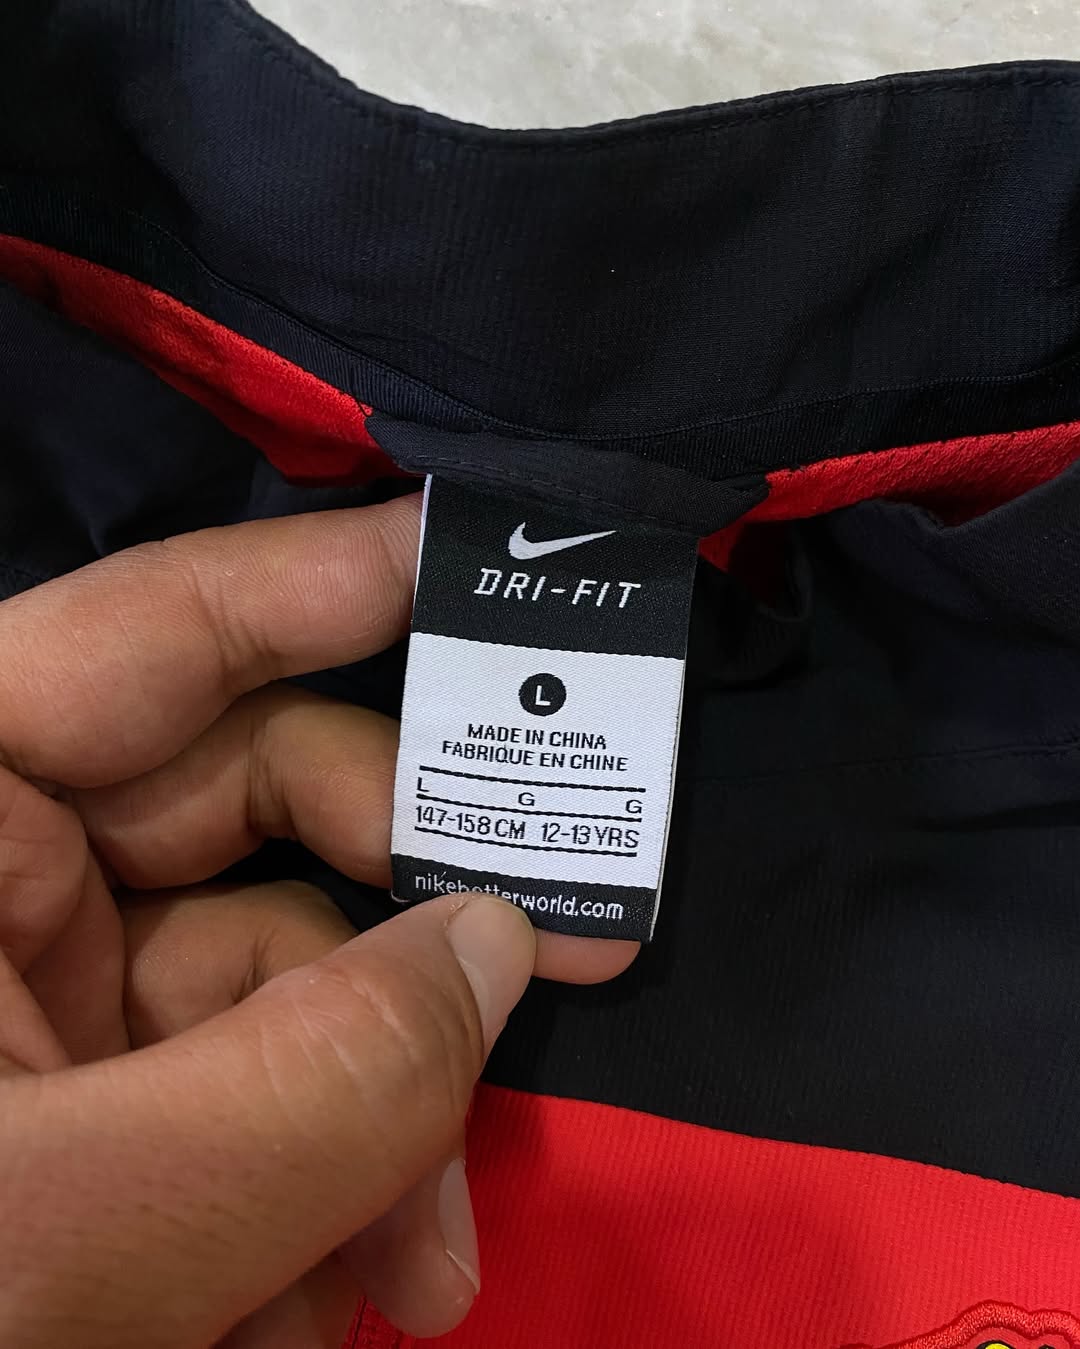 DRI-FIT
L
MADE IN CHINA
FABRIQUE EN CHINE
L G G
147-158 CM 12-13 YRS
nikebetterworld.com